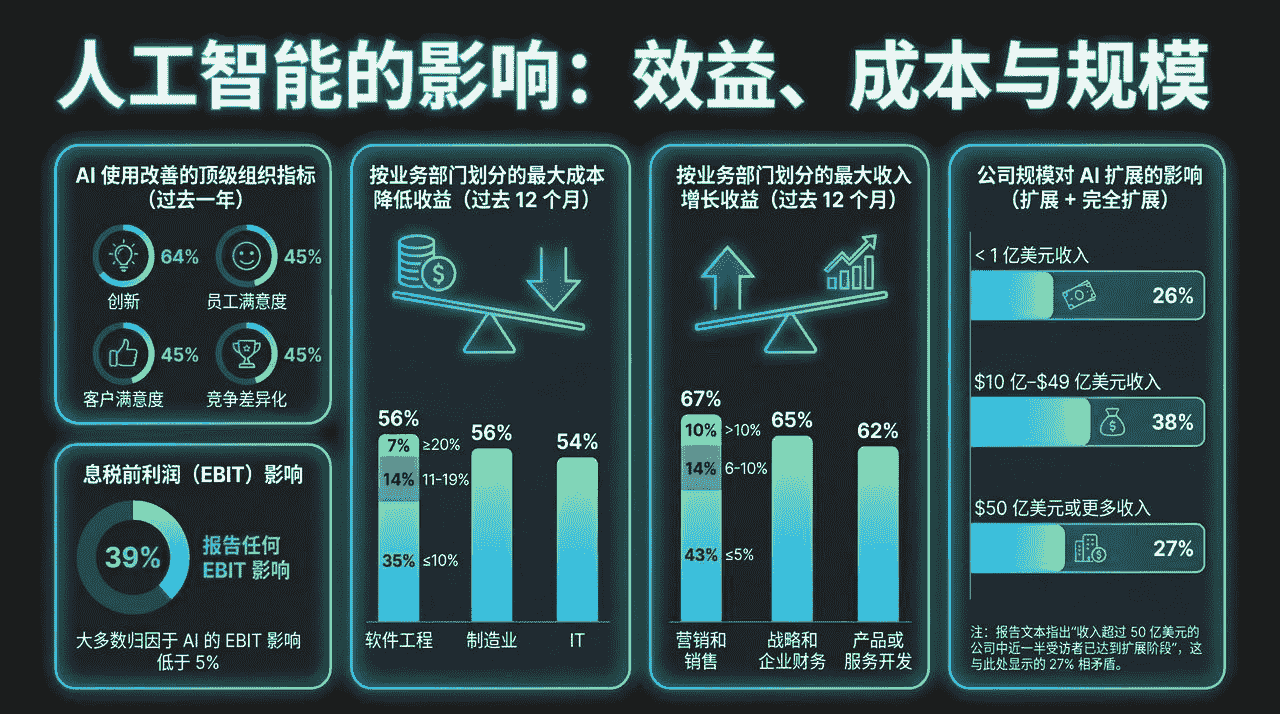 人工智能的影响：效益、成本与规模
AI 使用改善的顶级组织指标
（过去一年）
64%
创新
45%
员工满意度
45%
客户满意度
45%
竞争差异化
息税前利润（EBIT）影响
39%
报告任何
EBIT 影响
大多数归因于 AI 的 EBIT 影响
低于 5%
按业务部门划分的最大成本
降低收益（过去 12 个月）
$
56%
7% ≥20%
14% 11-19%
35% ≤10%
软件工程
56%
制造业
54%
IT
按业务部门划分的最大收入
增长收益（过去 12 个月）
67%
10% >10%
14% 6-10%
43% ≤5%
营销和
销售
65%
战略和
企业财务
62%
产品或
服务开发
公司规模对 AI 扩展的影响
（扩展 + 完全扩展）
< 1 亿美元收入
26%
$10 亿–$49 亿美元收入
$
38%
$50 亿美元或更多收入
$
27%
注：报告文本指出“收入超过 50 亿美元的
公司中近一半受访者已达到扩展阶段”，这
与此处显示的 27% 相矛盾。